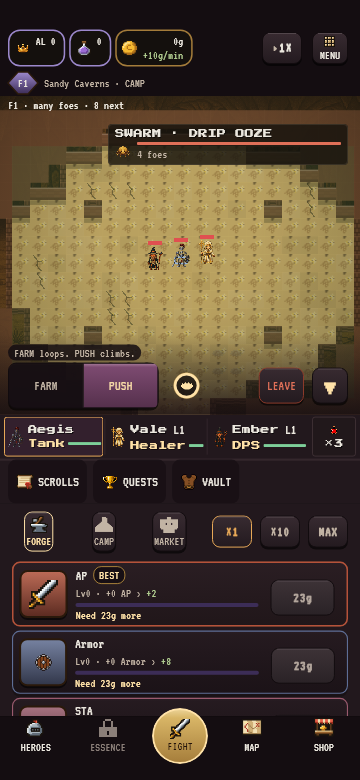 AL 0
0
0g
+10g/min
▸1X
MENU
F1
Sandy Caverns · CAMP
F1 · many foes · 8 next
SWARM · DRIP OOZE
4 foes
FARM loops. PUSH climbs.
FARM
PUSH
LEAVE
▼
Aegis
Tank
Vale L1
Healer
Ember L1
DPS
×3
SCROLLS
QUESTS
VAULT
FORGE
CAMP
MARKET
X1
X10
MAX
AP BEST
Lv0 · +0 AP › +2
Need 23g more
23g
Armor
Lv0 · +0 Armor › +8
Need 23g more
23g
STA
HEROES
ESSENCE
FIGHT
MAP
SHOP